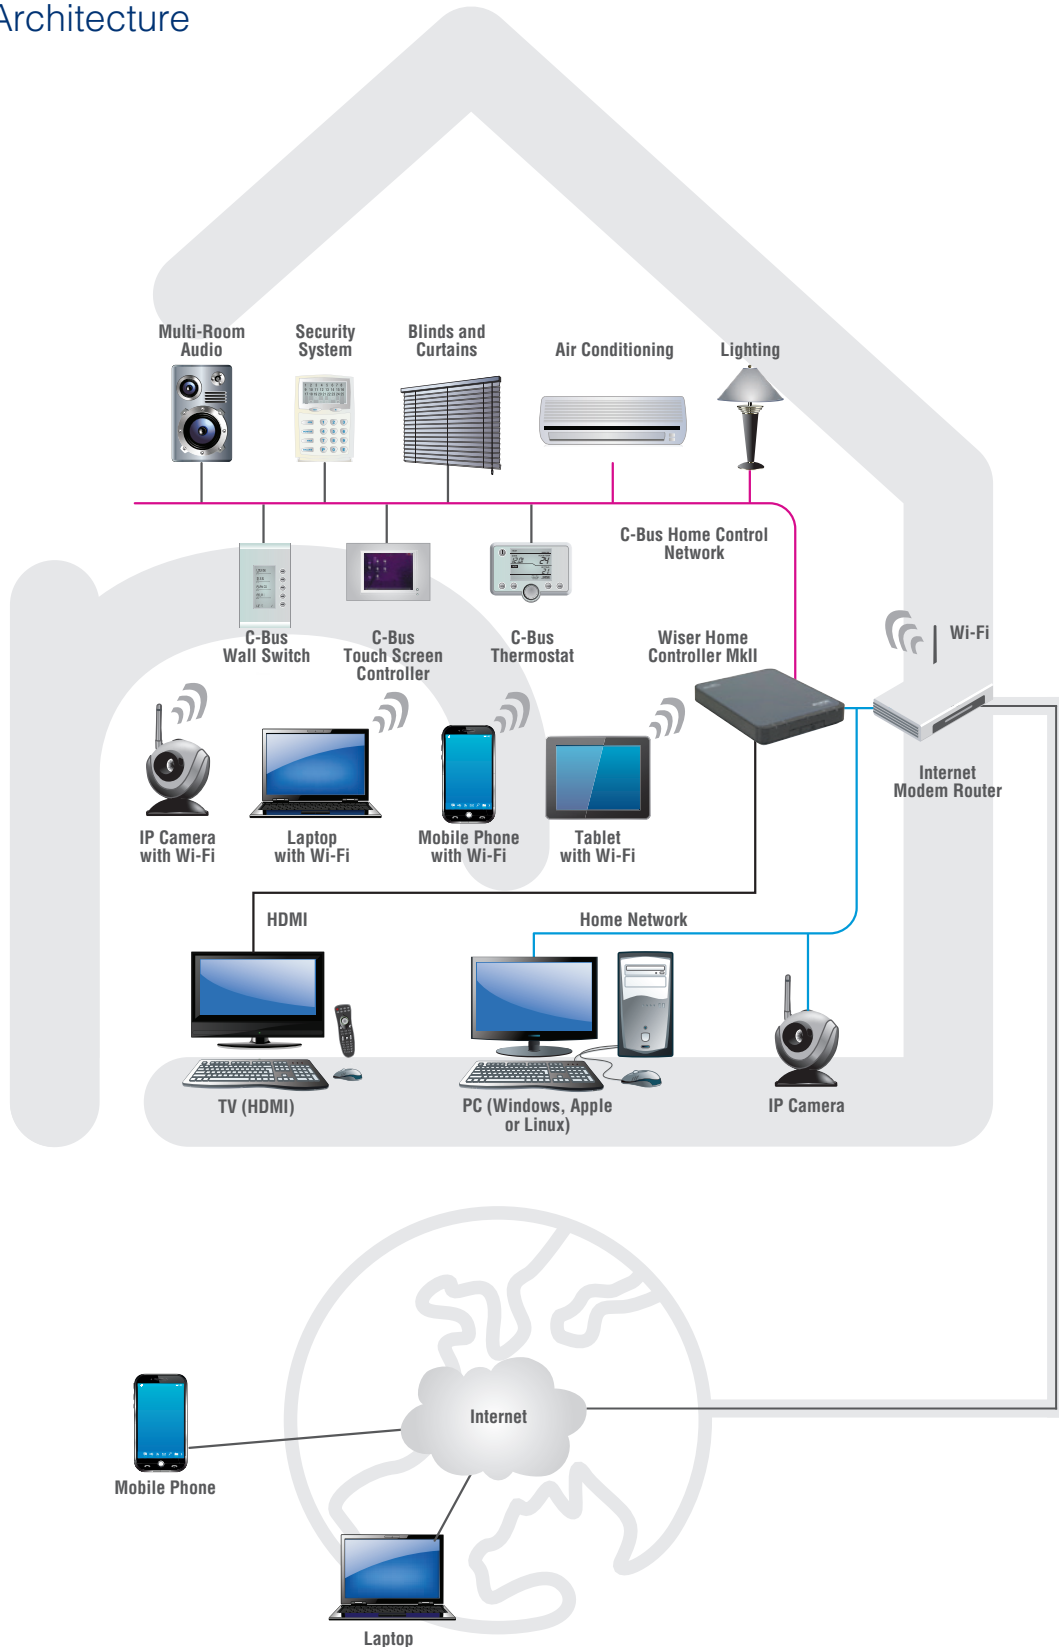 Architecture
Multi-Room
Audio
Security
System
Blinds and
Curtains
Air Conditioning
Lighting
C-Bus Home Control
Network
C-Bus
Wall Switch
C-Bus
Touch Screen
Controller
C-Bus
Thermostat
Wiser Home
Controller MkII
Wi-Fi
Internet
Modem Router
IP Camera
with Wi-Fi
Laptop
with Wi-Fi
Mobile Phone
with Wi-Fi
Tablet
with Wi-Fi
HDMI
Home Network
TV (HDMI)
PC (Windows, Apple
or Linux)
IP Camera
Internet
Mobile Phone
Laptop